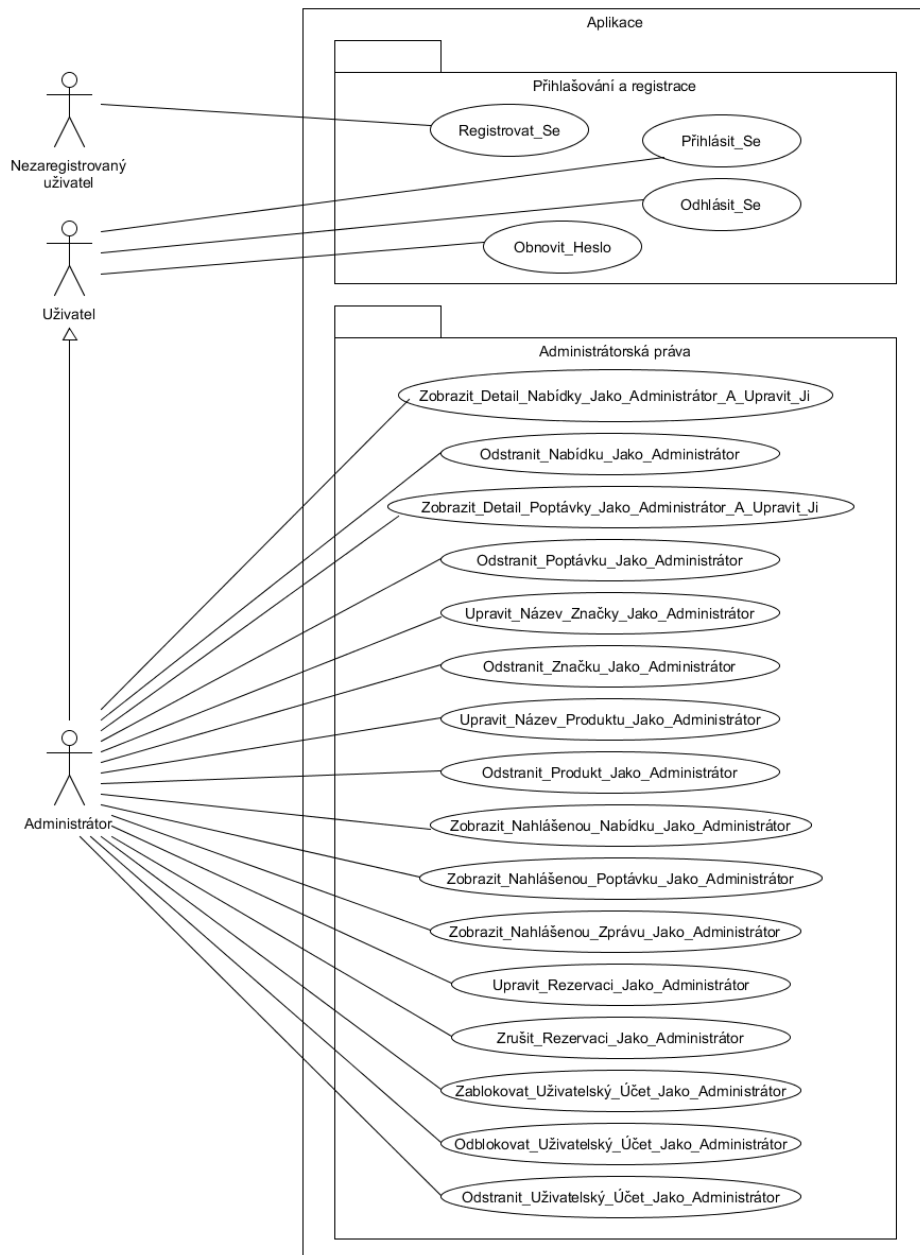 Aplikace
Přihlašování a registrace
Nezaregistrovaný
uživatel
Registrovat_Se
Přihlásit_Se
Odhlásit_Se
Obnovit_Heslo
Uživatel
Administrátorská práva
Zobrazit_Detail_Nabídky_Jako_Administrátor_A_Upravit_Ji
Odstranit_Nabídku_Jako_Administrátor
Zobrazit_Detail_Poptávky_Jako_Administrátor_A_Upravit_Ji
Odstranit_Poptávku_Jako_Administrátor
Upravit_Název_Značky_Jako_Administrátor
Odstranit_Značku_Jako_Administrátor
Upravit_Název_Produktu_Jako_Administrátor
Odstranit_Produkt_Jako_Administrátor
Administrátor
Zobrazit_Nahlášenou_Nabídku_Jako_Administrátor
Zobrazit_Nahlášenou_Poptávku_Jako_Administrátor
Zobrazit_Nahlášenou_Zprávu_Jako_Administrátor
Upravit_Rezervaci_Jako_Administrátor
Zrušit_Rezervaci_Jako_Administrátor
Zablokovat_Uživatelský_Účet_Jako_Administrátor
Odblokovat_Uživatelský_Účet_Jako_Administrátor
Odstranit_Uživatelský_Účet_Jako_Administrátor